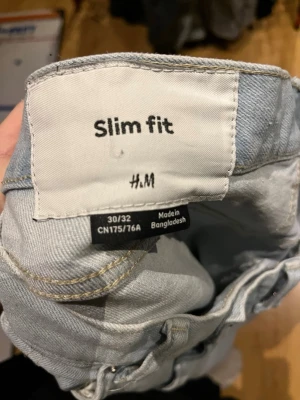 Slim fit
H&M
30/32
CN175/76A
Made in
Bangladesh